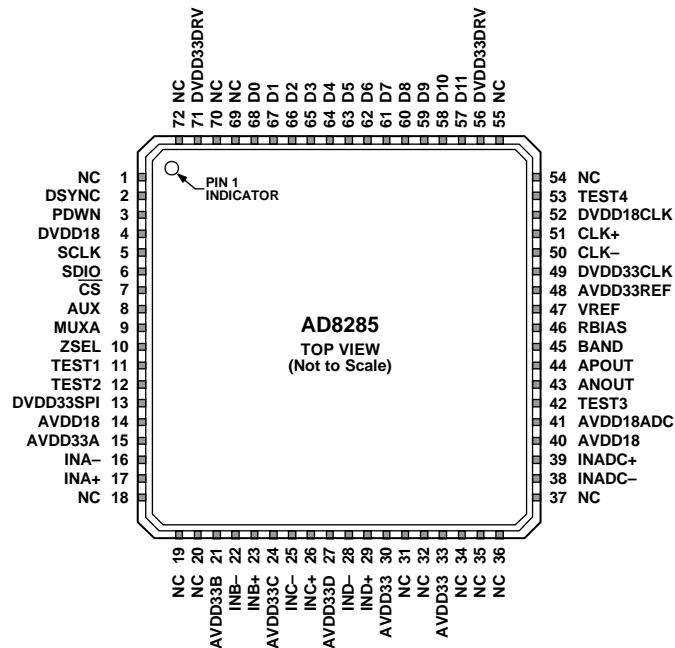 72 NC
71 DVDD33DRV
70 NC
69 NC
68 D0
67 D1
66 D2
65 D3
64 D4
63 D5
62 D6
61 D7
60 D8
59 D9
58 D10
57 D11
56 DVDD33DRV
55 NC
NC 1
DSYNC 2
PDWN 3
DVDD18 4
SCLK 5
SDIO 6
CS 7
AUX 8
MUXA 9
ZSEL 10
TEST1 11
TEST2 12
DVDD33SPI 13
AVDD18 14
AVDD33A 15
INA– 16
INA+ 17
NC 18
PIN 1
INDICATOR
AD8285
TOP VIEW
(Not to Scale)
54 NC
53 TEST4
52 DVDD18CLK
51 CLK+
50 CLK–
49 DVDD33CLK
48 AVDD33REF
47 VREF
46 RBIAS
45 BAND
44 APOUT
43 ANOUT
42 TEST3
41 AVDD18ADC
40 AVDD18
39 INADC+
38 INADC–
37 NC
NC 19
NC 20
AVDD33B 21
INB– 22
INB+ 23
AVDD33C 24
INC– 25
INC+ 26
AVDD33D 27
IND– 28
IND+ 29
AVDD33 30
NC 31
NC 32
AVDD33 33
NC 34
NC 35
NC 36